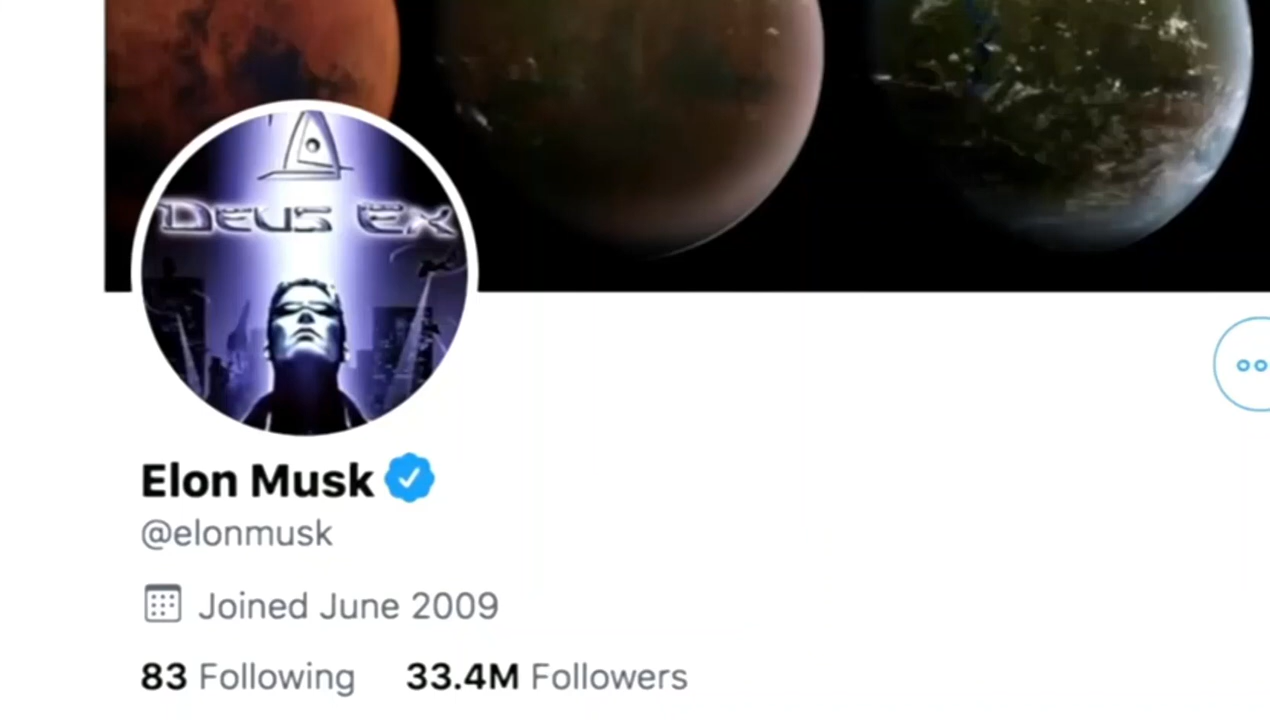 DEUS EX
Elon Musk
@elonmusk
Joined June 2009
83 Following 33.4M Followers